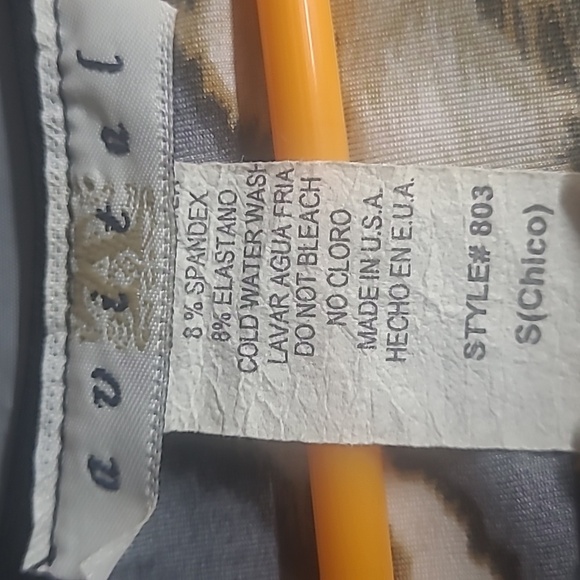 8% SPANDEX
8% ELASTANO
COLD WATER WASH
LAVAR AGUA FRIA
DO NOT BLEACH
NO CLORO
MADE IN U.S.A.
HECHO EN E.U.A.
STYLE# 803
S(Chico)